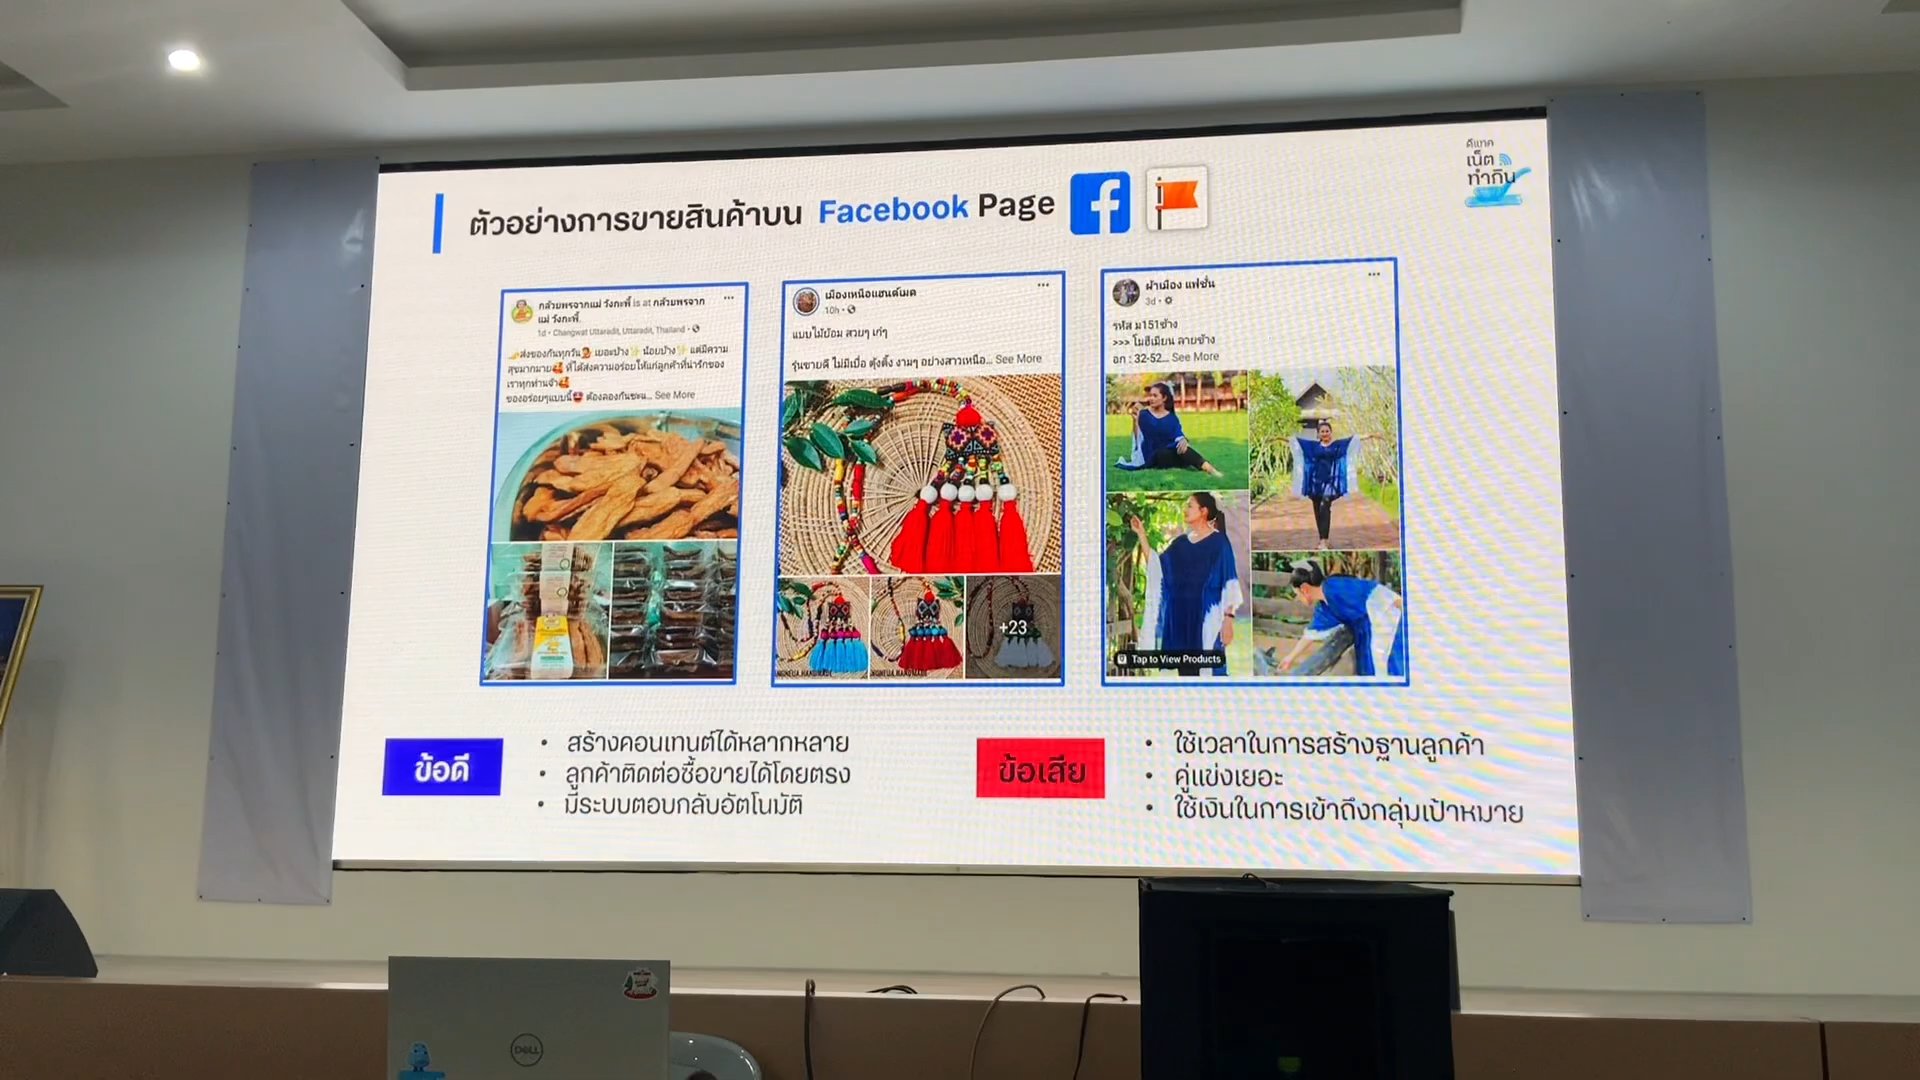 ดีแทค
เน็ต
ทำกิน
ตัวอย่างการขายสินค้าบน Facebook Page
กล้วยพรจากแม่ วังกะพี้ is at กล้วยพรจาก
แม่ วังกะพี้.
1d · Changwat Uttaradit, Uttaradit, Thailand ·
ส่งของกันทุกวัน เยอะบ้าง น้อยบ้าง แต่มีความ
สุขมากมาย ที่ได้ส่งความอร่อยให้แก่ลูกค้าที่น่ารักของ
เราทุกท่านจ้า
ของอร่อยๆแบบนี้ ต้องลองกันซะน... See More
เมืองเหนือแฮนด์เมด
10h ·
แบบไม้ย้อม สวยๆ เก๋ๆ
รุ่นขายดี ไม่มีเบื่อ ตุ้งติ้ง งามๆ อย่างสาวเหนือ... See More
+23
ผ้าเมือง แฟชั่น
3d ·
รหัส ม151ช้าง
>>> โบฮีเมียน ลายช้าง
อก : 32-52... See More
Tap to View Products
ข้อดี
• สร้างคอนเทนต์ได้หลากหลาย
• ลูกค้าติดต่อซื้อขายได้โดยตรง
• มีระบบตอบกลับอัตโนมัติ
ข้อเสีย
• ใช้เวลาในการสร้างฐานลูกค้า
• คู่แข่งเยอะ
• ใช้เงินในการเข้าถึงกลุ่มเป้าหมาย
DELL